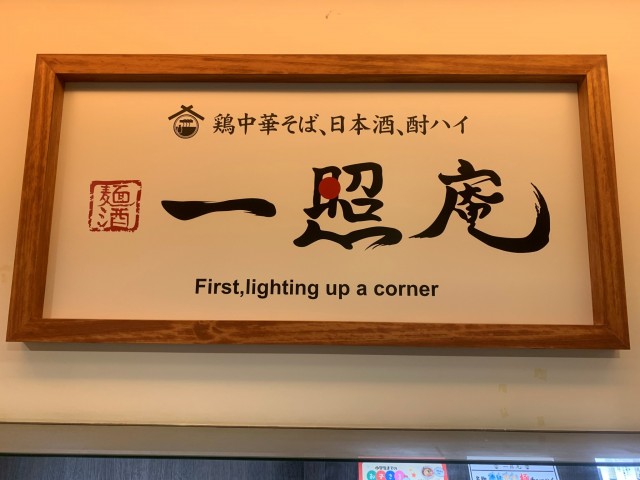 鶏中華そば、日本酒、酎ハイ
麺酒
一照庵
First,lighting up a corner